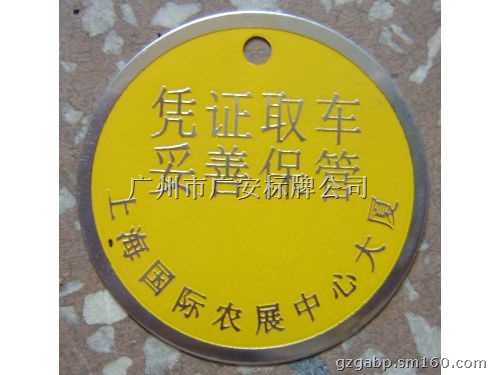 凭证取车
妥善保管
广州市广安标牌公司
上海国际农展中心大厦
gzgabp.sm160.com